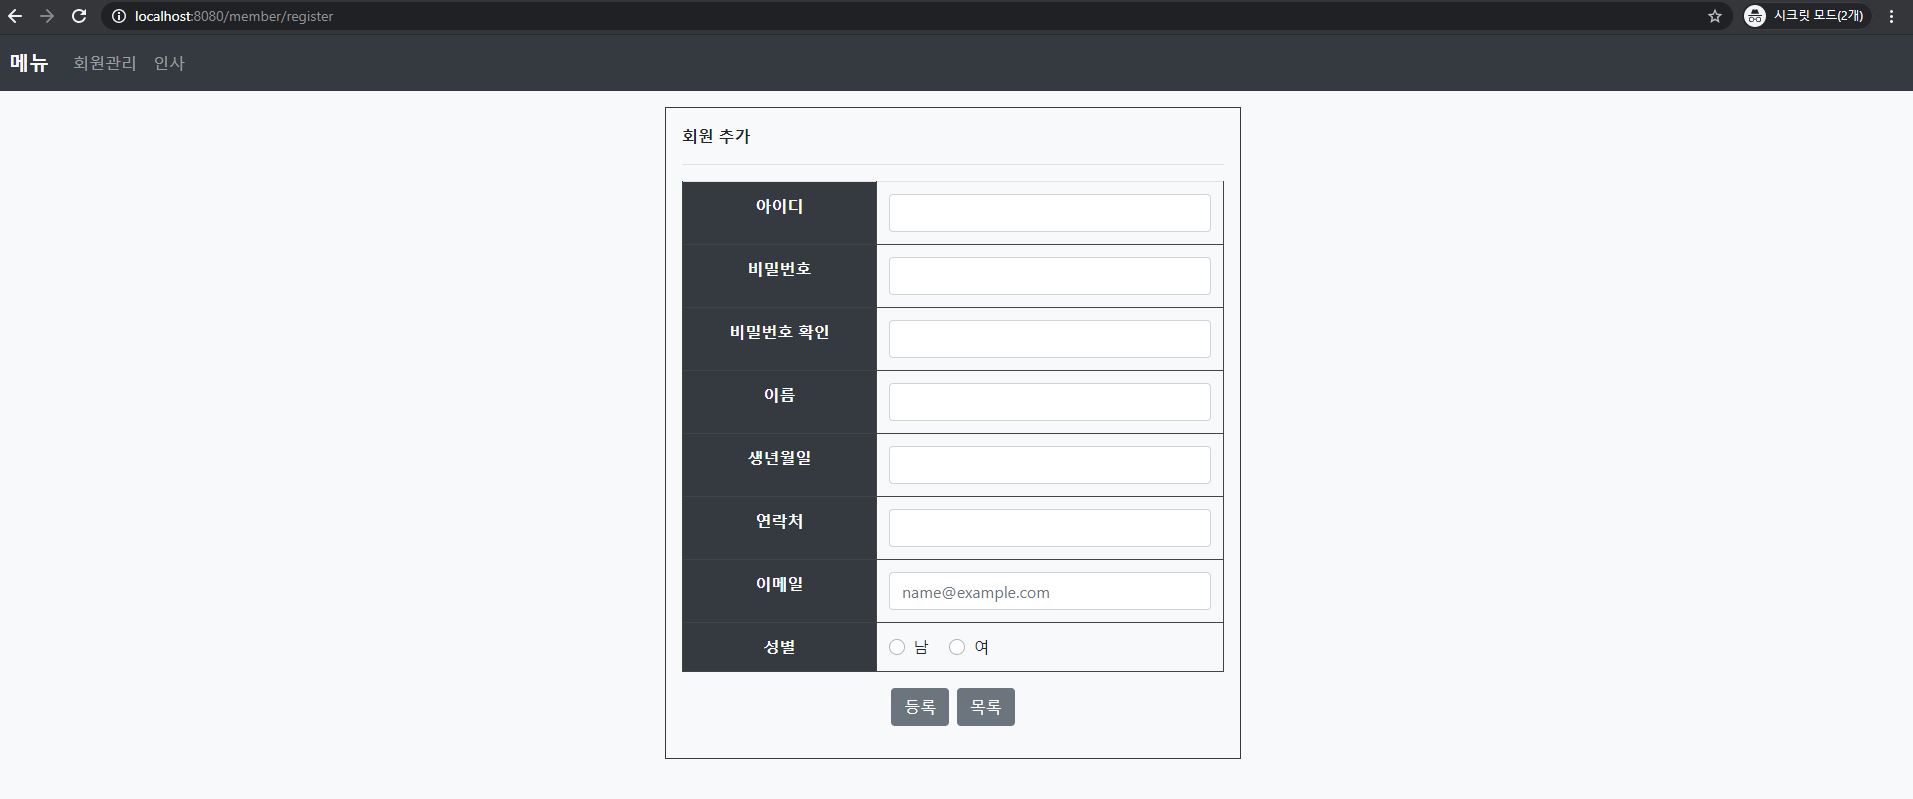 localhost:8080/member/register
시크릿 모드(2개)
메뉴 회원관리 인사
회원 추가
아이디
비밀번호
비밀번호 확인
이름
생년월일
연락처
이메일 name@example.com
성별 남 여
등록 목록